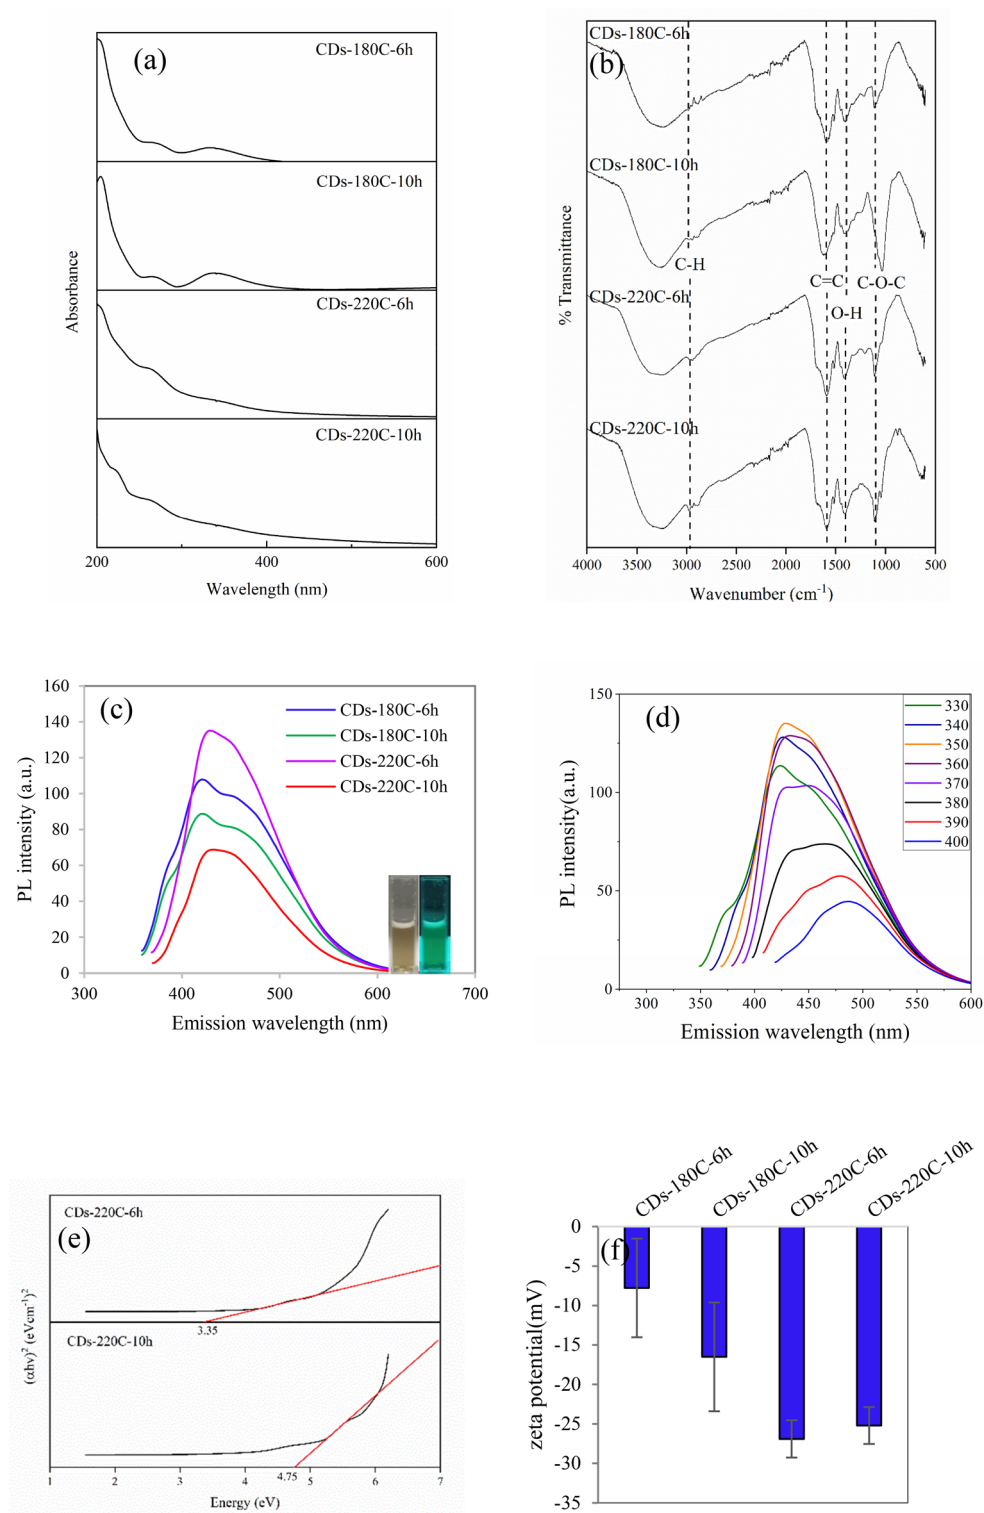 (a)
CDs-180C-6h
CDs-180C-10h
CDs-220C-6h
CDs-220C-10h
Absorbance
200
400
600
Wavelength (nm)
(b)
CDs-180C-6h
CDs-180C-10h
C-H
C=C
C-O-C
CDs-220C-6h
O-H
CDs-220C-10h
% Transmittance
4000 3500 3000 2500 2000 1500 1000 500
Wavenumber (cm-1)
(c)
CDs-180C-6h
CDs-180C-10h
CDs-220C-6h
CDs-220C-10h
PL intensity (a.u.)
160
140
120
100
80
60
40
20
0
300 400 500 600 700
Emission wavelength (nm)
(d)
330
340
350
360
370
380
390
400
PL intensity(a.u.)
150
100
50
0
300 350 400 450 500 550 600
Emission wavelength (nm)
(e)
CDs-220C-6h
3.35
CDs-220C-10h
4.75
(αhν)2 (eVcm-1)2
1 2 3 4 5 6 7
Energy (eV)
CDs-180C-6h
CDs-180C-10h
CDs-220C-6h
CDs-220C-10h
(f)
zeta potential(mV)
0
-5
-10
-15
-20
-25
-30
-35